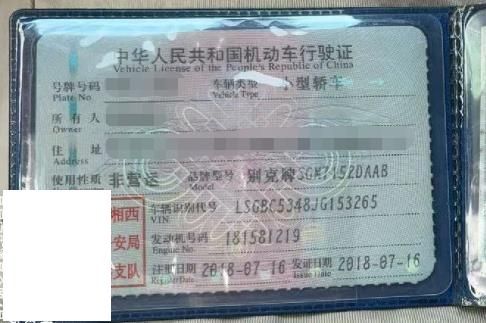 中华人民共和国机动车行驶证
Vehicle License of the People's Republic of China
号牌号码 车辆类型 小型轿车
Plate No Vehicle Type
所有人
Owner
住址
使用性质 非营运 品牌型号 别克牌SGM7152DAAB
Model
湘西 车辆识别代号 LSGBC5348JG153265
VIN
安局 发动机号码 181581219
Engine No
支队 注册日期 2018-07-16 发证日期 2018-07-16
Register Date Issue Date